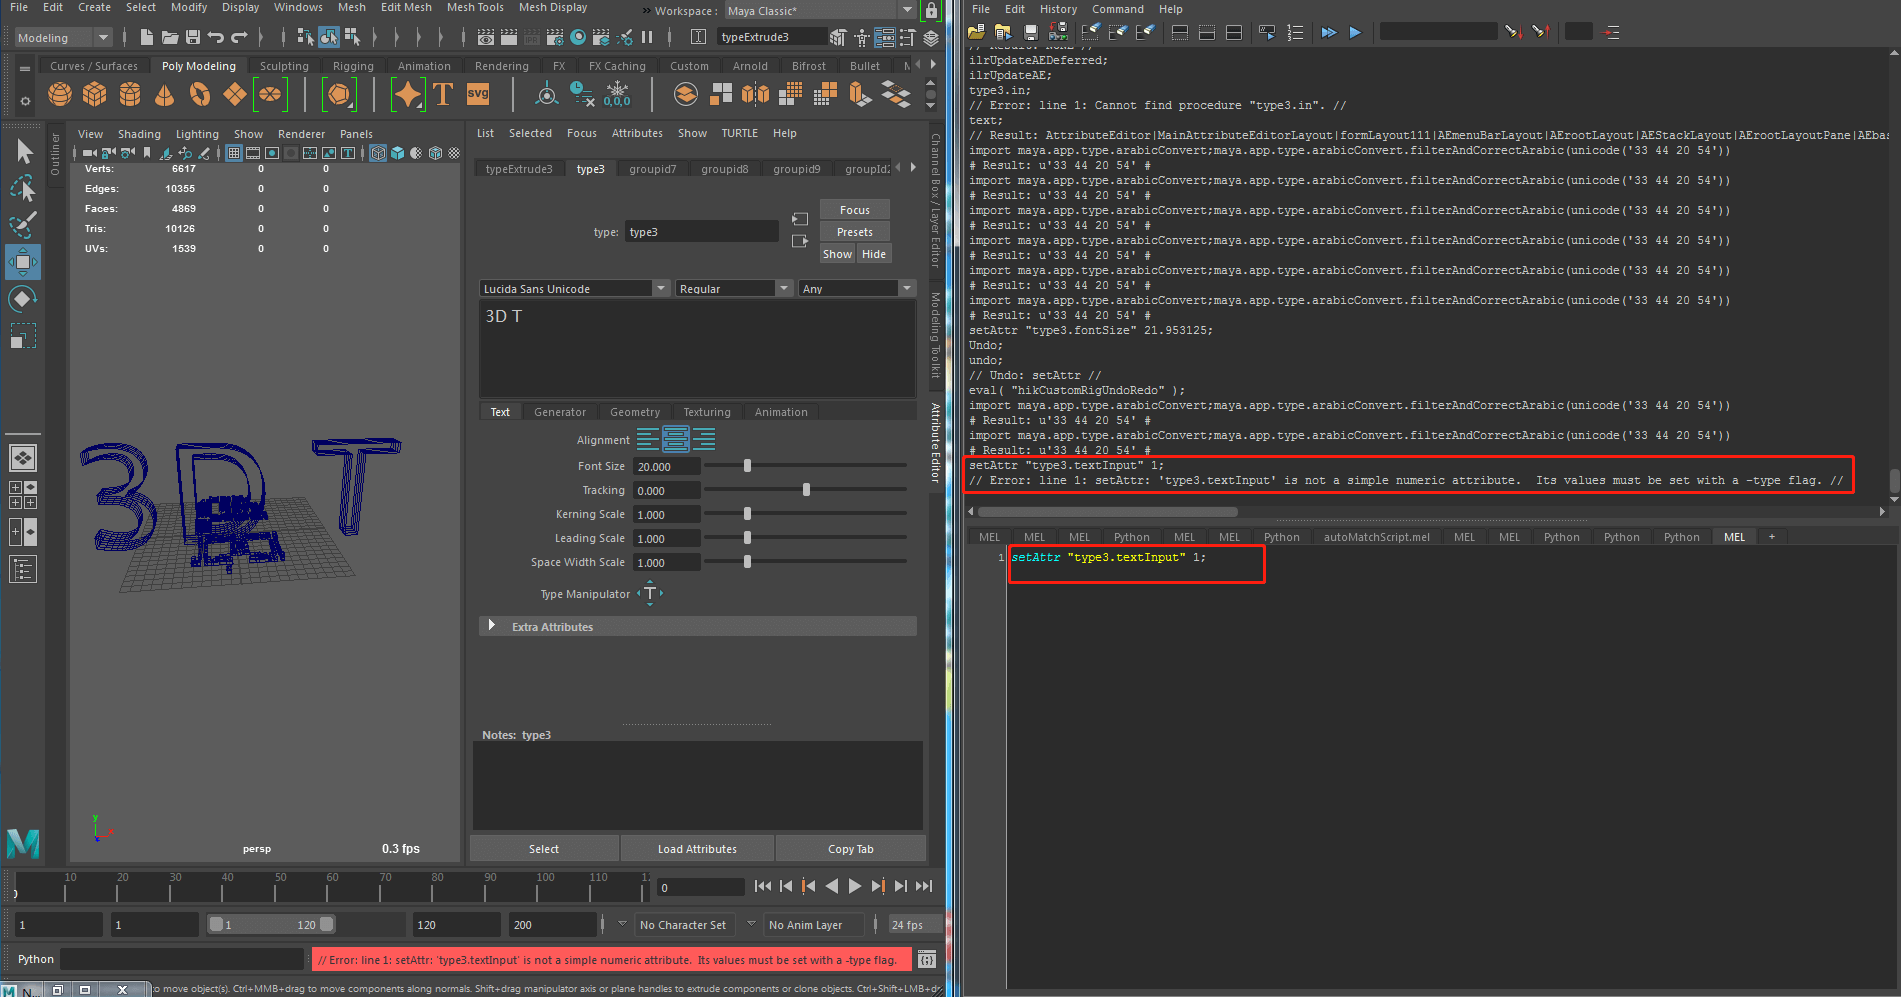 File Edit Create Select Modify Display Windows Mesh Edit Mesh Mesh Tools Mesh Display
» Workspace : Maya Classic*
Modeling
typeExtrude3
Curves / Surfaces Poly Modeling Sculpting Rigging Animation Rendering FX FX Caching Custom Arnold Bifrost Bullet
T svg 0,0,0
View Shading Lighting Show Renderer Panels
Outliner
Verts: 6617 0 0
Edges: 10355 0 0
Faces: 4869 0 0
Tris: 10126 0 0
UVs: 1539 0 0
3D T
y
persp 0.3 fps
List Selected Focus Attributes Show TURTLE Help
typeExtrude3 type3 groupid7 groupid8 groupid9
type: type3
Focus
Presets
Show Hide
Lucida Sans Unicode Regular Any
3D T
Text Generator Geometry Texturing Animation
Alignment
Font Size 20.000
Tracking 0.000
Kerning Scale 1.000
Leading Scale 1.000
Space Width Scale 1.000
Type Manipulator T
Extra Attributes
Notes: type3
Select Load Attributes Copy Tab
Channel Box / Layer Editor
Modeling Toolkit
Attribute Editor
10 20 30 40 50 60 70 80 90 100 110
0
1 1 1 120 120 200 No Character Set No Anim Layer 24 fps
Python // Error: line 1: setAttr: 'type3.textInput' is not a simple numeric attribute. Its values must be set with a -type flag.
to move object(s). Ctrl+MMB+drag to move components along normals. Shift+drag manipulator axis or plane handles to extrude components or clone objects. Ctrl+Shift+LMB+d
File Edit History Command Help
ilrUpdateAEDeferred;
ilrUpdateAE;
type3.in;
// Error: line 1: Cannot find procedure "type3.in". //
text;
// Result: AttributeEditor|MainAttributeEditorLayout|formLayout111|AEmenuBarLayout|AErootLayout|AEStackLayout|AErootLayoutPane|AEbas
import maya.app.type.arabicConvert;maya.app.type.arabicConvert.filterAndCorrectArabic(unicode('33 44 20 54'))
# Result: u'33 44 20 54' #
import maya.app.type.arabicConvert;maya.app.type.arabicConvert.filterAndCorrectArabic(unicode('33 44 20 54'))
# Result: u'33 44 20 54' #
import maya.app.type.arabicConvert;maya.app.type.arabicConvert.filterAndCorrectArabic(unicode('33 44 20 54'))
# Result: u'33 44 20 54' #
import maya.app.type.arabicConvert;maya.app.type.arabicConvert.filterAndCorrectArabic(unicode('33 44 20 54'))
# Result: u'33 44 20 54' #
import maya.app.type.arabicConvert;maya.app.type.arabicConvert.filterAndCorrectArabic(unicode('33 44 20 54'))
# Result: u'33 44 20 54' #
import maya.app.type.arabicConvert;maya.app.type.arabicConvert.filterAndCorrectArabic(unicode('33 44 20 54'))
# Result: u'33 44 20 54' #
setAttr "type3.fontSize" 21.953125;
Undo;
undo;
// Undo: setAttr //
eval( "hikCustomRigUndoRedo" );
import maya.app.type.arabicConvert;maya.app.type.arabicConvert.filterAndCorrectArabic(unicode('33 44 20 54'))
# Result: u'33 44 20 54' #
import maya.app.type.arabicConvert;maya.app.type.arabicConvert.filterAndCorrectArabic(unicode('33 44 20 54'))
# Result: u'33 44 20 54' #
setAttr "type3.textInput" 1;
// Error: line 1: setAttr: 'type3.textInput' is not a simple numeric attribute. Its values must be set with a -type flag. //
MEL MEL MEL Python MEL MEL Python autoMatchScript.mel MEL MEL Python Python Python MEL +
1 setAttr "type3.textInput" 1;